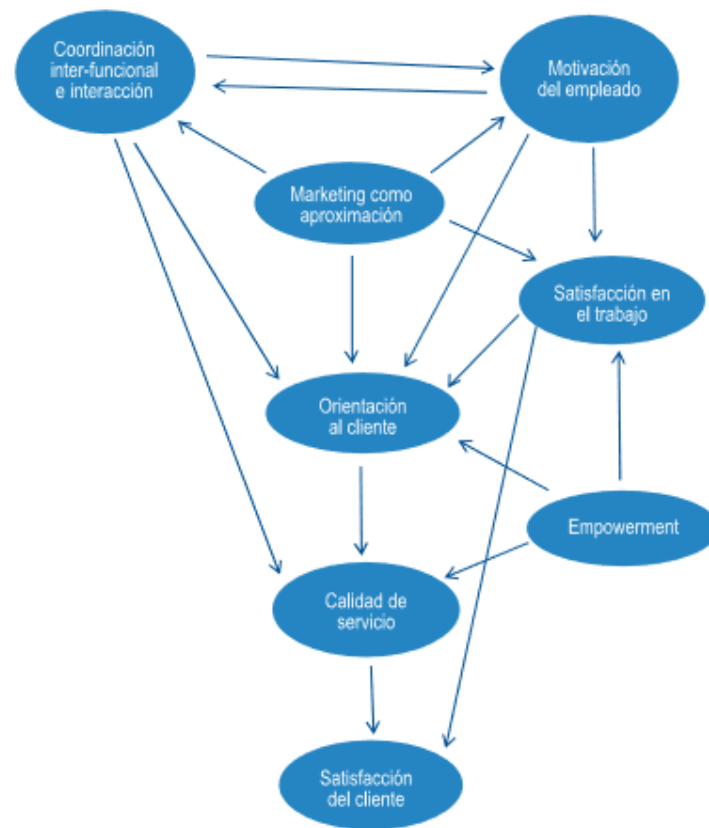 Coordinación
inter-funcional
e interacción
Motivación
del empleado
Marketing como
aproximación
Satisfacción en
el trabajo
Orientación
al cliente
Empowerment
Calidad de
servicio
Satisfacción
del cliente